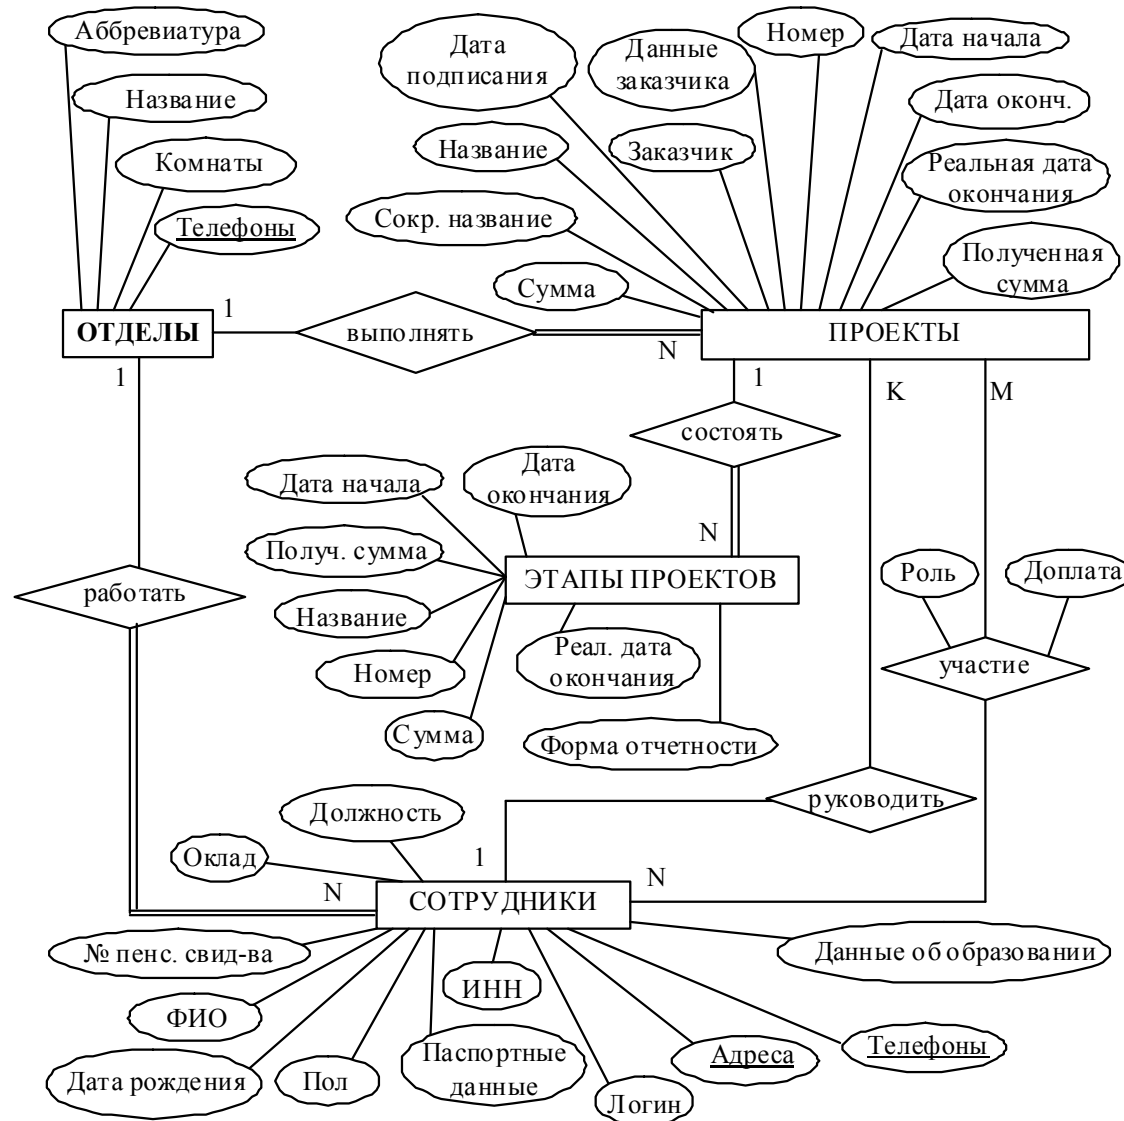 Аббревиатура
Название
Комнаты
Телефоны
Дата
подписания
Данные
заказчика
Номер
Дата начала
Дата оконч.
Название
Заказчик
Реальная дата
окончания
Сокр. название
Полученная
сумма
Сумма
1
ОТДЕЛЫ
выполнять
N
ПРОЕКТЫ
1
1
K
M
состоять
Дата
окончания
Дата начала
N
Получ. сумма
ЭТАПЫ ПРОЕКТОВ
Роль
Доплата
работать
Название
Реал. дата
окончания
участие
Номер
Сумма
Форма отчетности
руководить
Должность
Оклад
1
N
N
СОТРУДНИКИ
№ пенс. свид-ва
ИНН
Данные об образовании
ФИО
Дата рождения
Пол
Паспортные
данные
Логин
Адреса
Телефоны